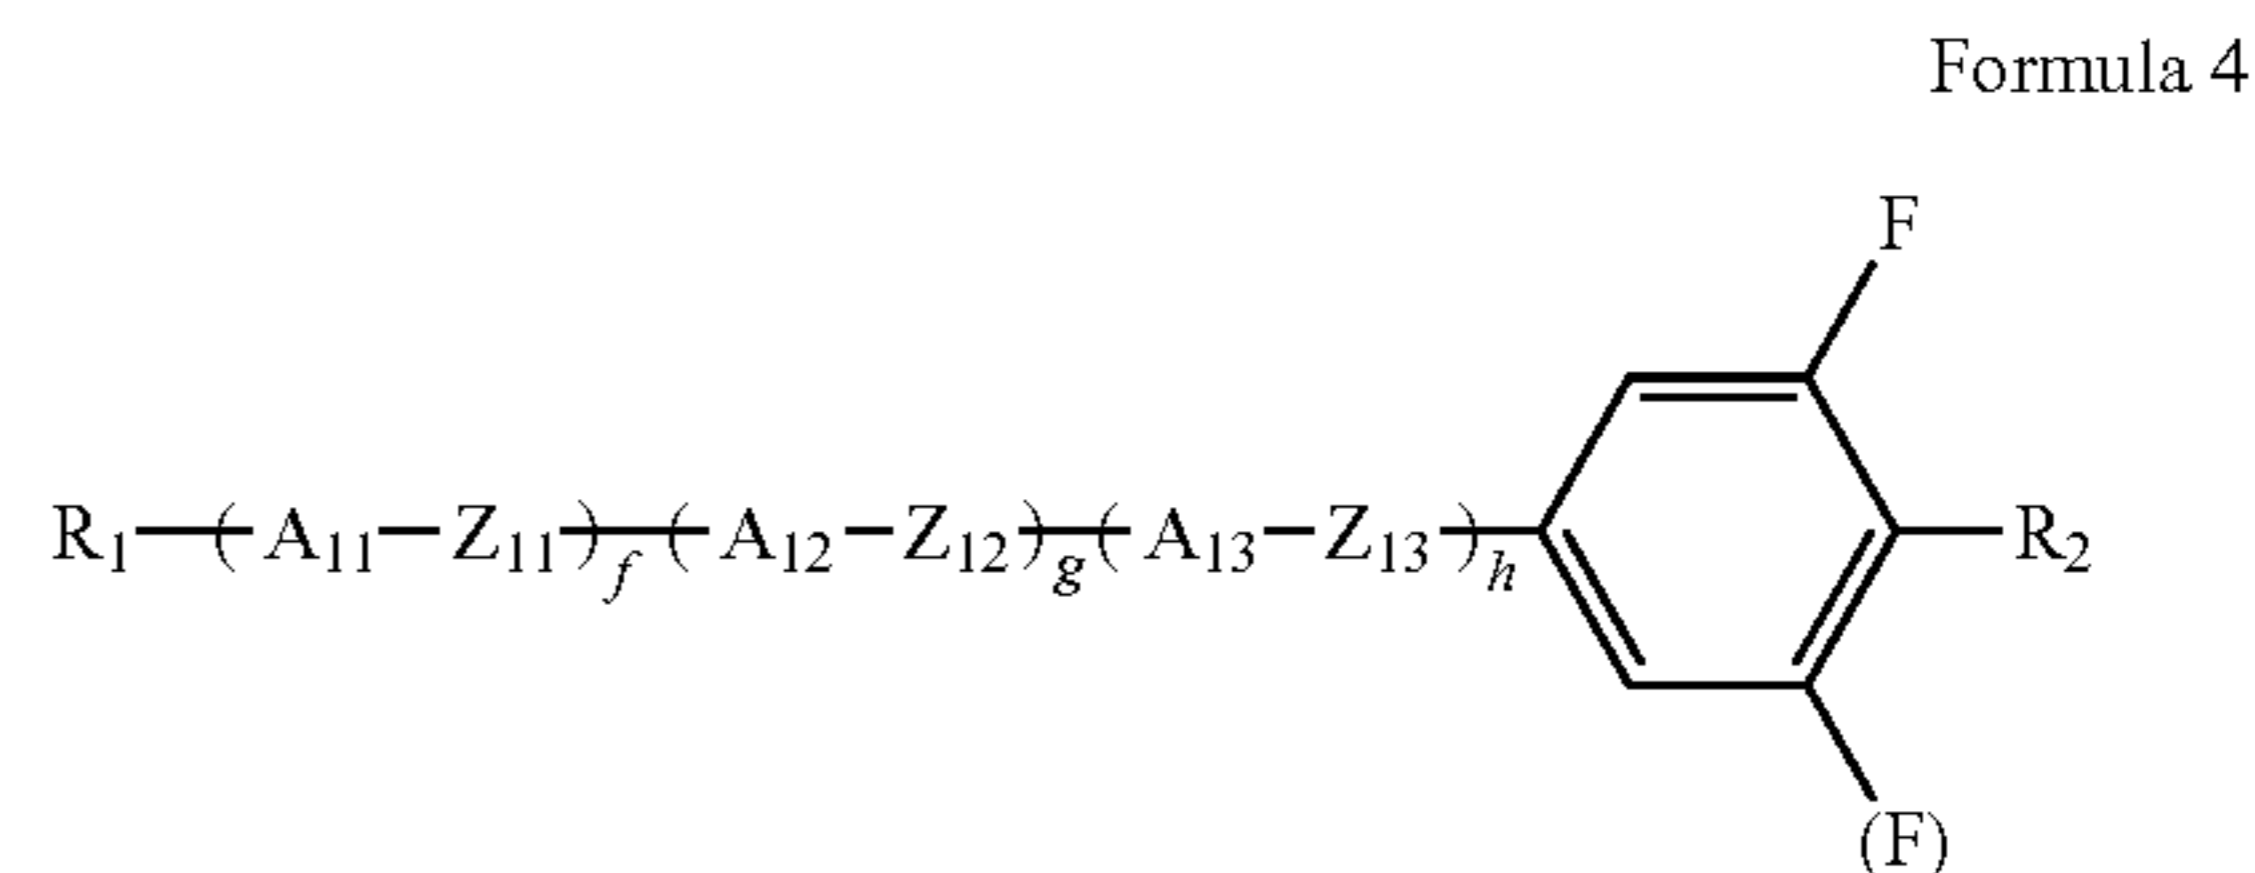 Formula 4
F
R₁—(A₁₁—Z₁₁)f(A₁₂—Z₁₂)g(A₁₃—Z₁₃)h R₂
(F)